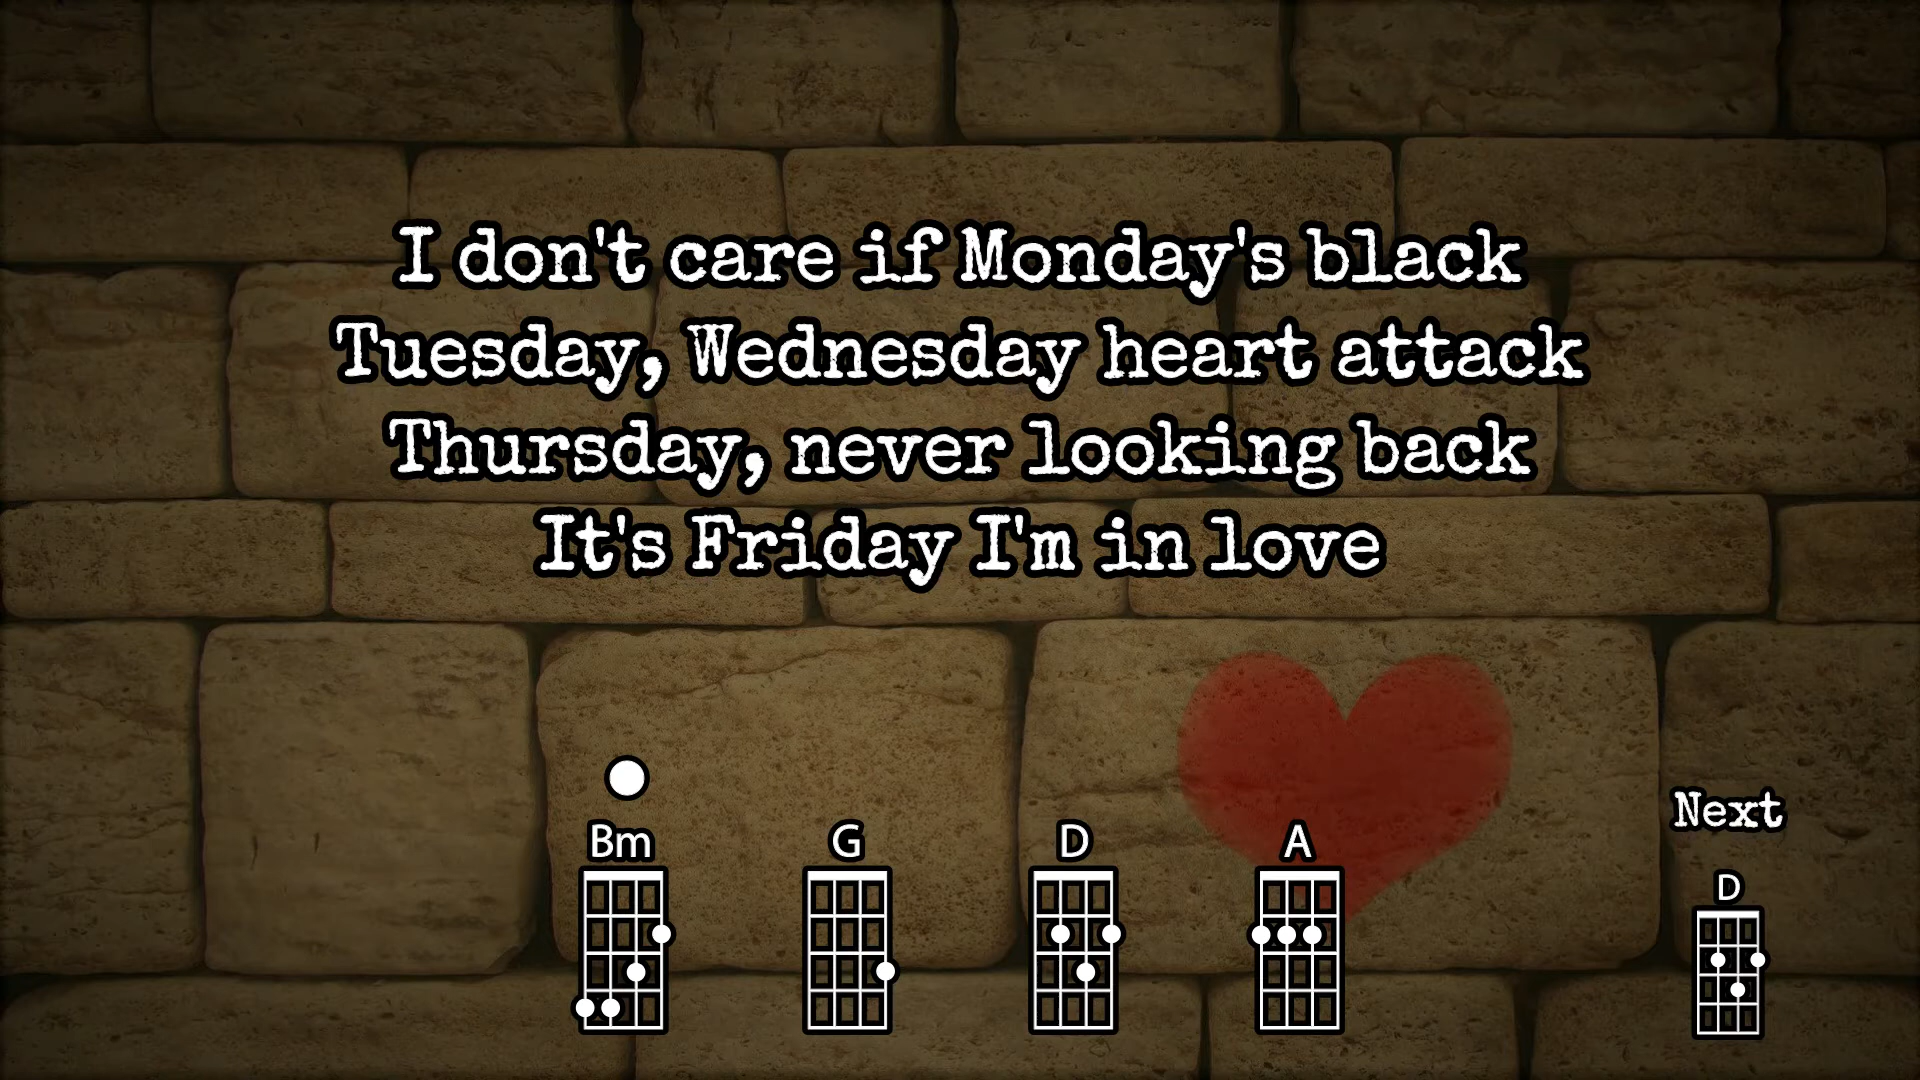 I don't care if Monday's black
Tuesday, Wednesday heart attack
Thursday, never looking back
It's Friday I'm in love
Next
Bm G D A
D